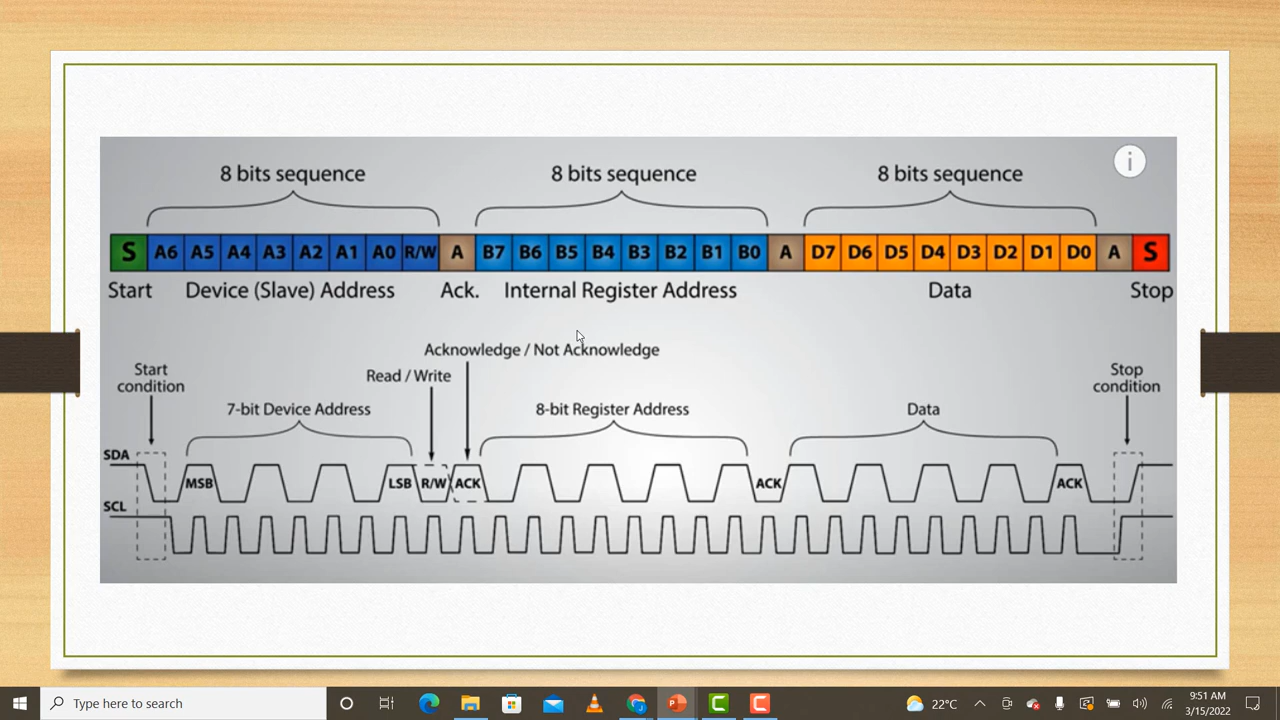 8 bits sequence 8 bits sequence 8 bits sequence
i
S A6 A5 A4 A3 A2 A1 A0 R/W A B7 B6 B5 B4 B3 B2 B1 B0 A D7 D6 D5 D4 D3 D2 D1 D0 A S
Start Device (Slave) Address Ack. Internal Register Address Data Stop
Acknowledge / Not Acknowledge
Start
condition
Read / Write
Stop
condition
7-bit Device Address 8-bit Register Address Data
SDA
MSB LSB R/W ACK ACK ACK
SCL
Type here to search
22°C
9:51 AM
3/15/2022